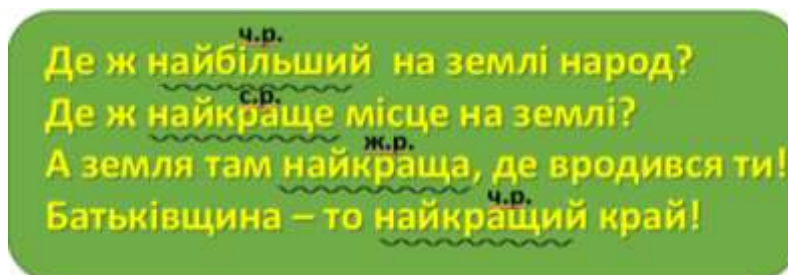 ч.р.
Де ж найбільший на землі народ?
с.р.
Де ж найкраще місце на землі?
ж.р.
А земля там найкраща, де вродився ти!
ч.р.
Батьківщина – то найкращий край!